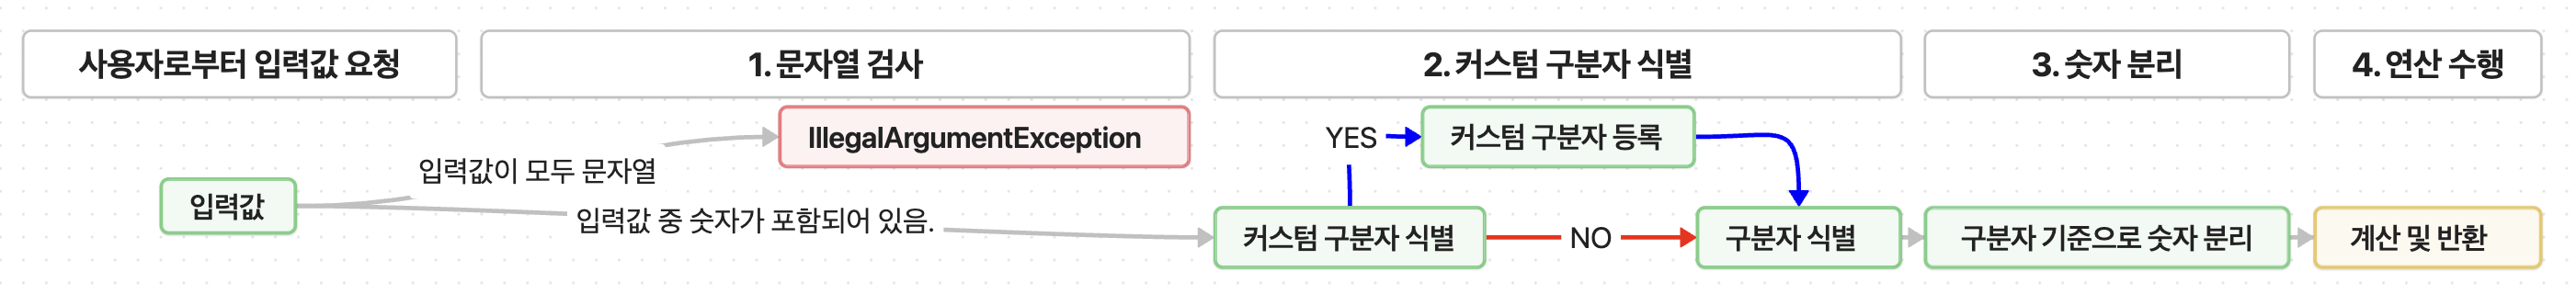 사용자로부터 입력값 요청
1. 문자열 검사
2. 커스텀 구분자 식별
3. 숫자 분리
4. 연산 수행
IllegalArgumentException
YES
커스텀 구분자 등록
입력값이 모두 문자열
입력값
입력값 중 숫자가 포함되어 있음.
커스텀 구분자 식별
NO
구분자 식별
구분자 기준으로 숫자 분리
계산 및 반환